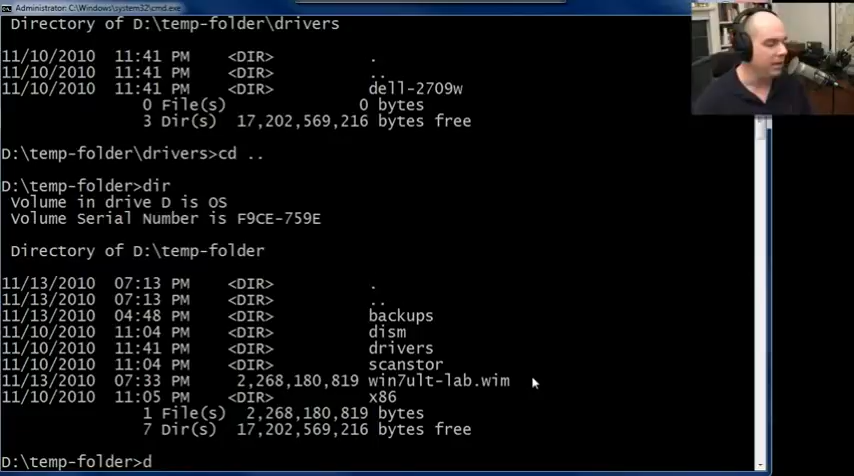 Administrator: C:\Windows\system32\cmd.exe
Directory of D:\temp-folder\drivers
11/10/2010 11:41 PM <DIR> .
11/10/2010 11:41 PM <DIR> ..
11/10/2010 11:41 PM <DIR> dell-2709w
0 File(s) 0 bytes
3 Dir(s) 17,202,569,216 bytes free
D:\temp-folder\drivers>cd ..
D:\temp-folder>dir
Volume in drive D is OS
Volume Serial Number is F9CE-759E
Directory of D:\temp-folder
11/13/2010 07:13 PM <DIR> .
11/13/2010 07:13 PM <DIR> ..
11/13/2010 04:48 PM <DIR> backups
11/10/2010 11:04 PM <DIR> dism
11/10/2010 11:41 PM <DIR> drivers
11/10/2010 11:04 PM <DIR> scanstor
11/13/2010 07:33 PM 2,268,180,819 win7ult-lab.wim
11/10/2010 11:05 PM <DIR> x86
1 File(s) 2,268,180,819 bytes
7 Dir(s) 17,202,569,216 bytes free
D:\temp-folder>d